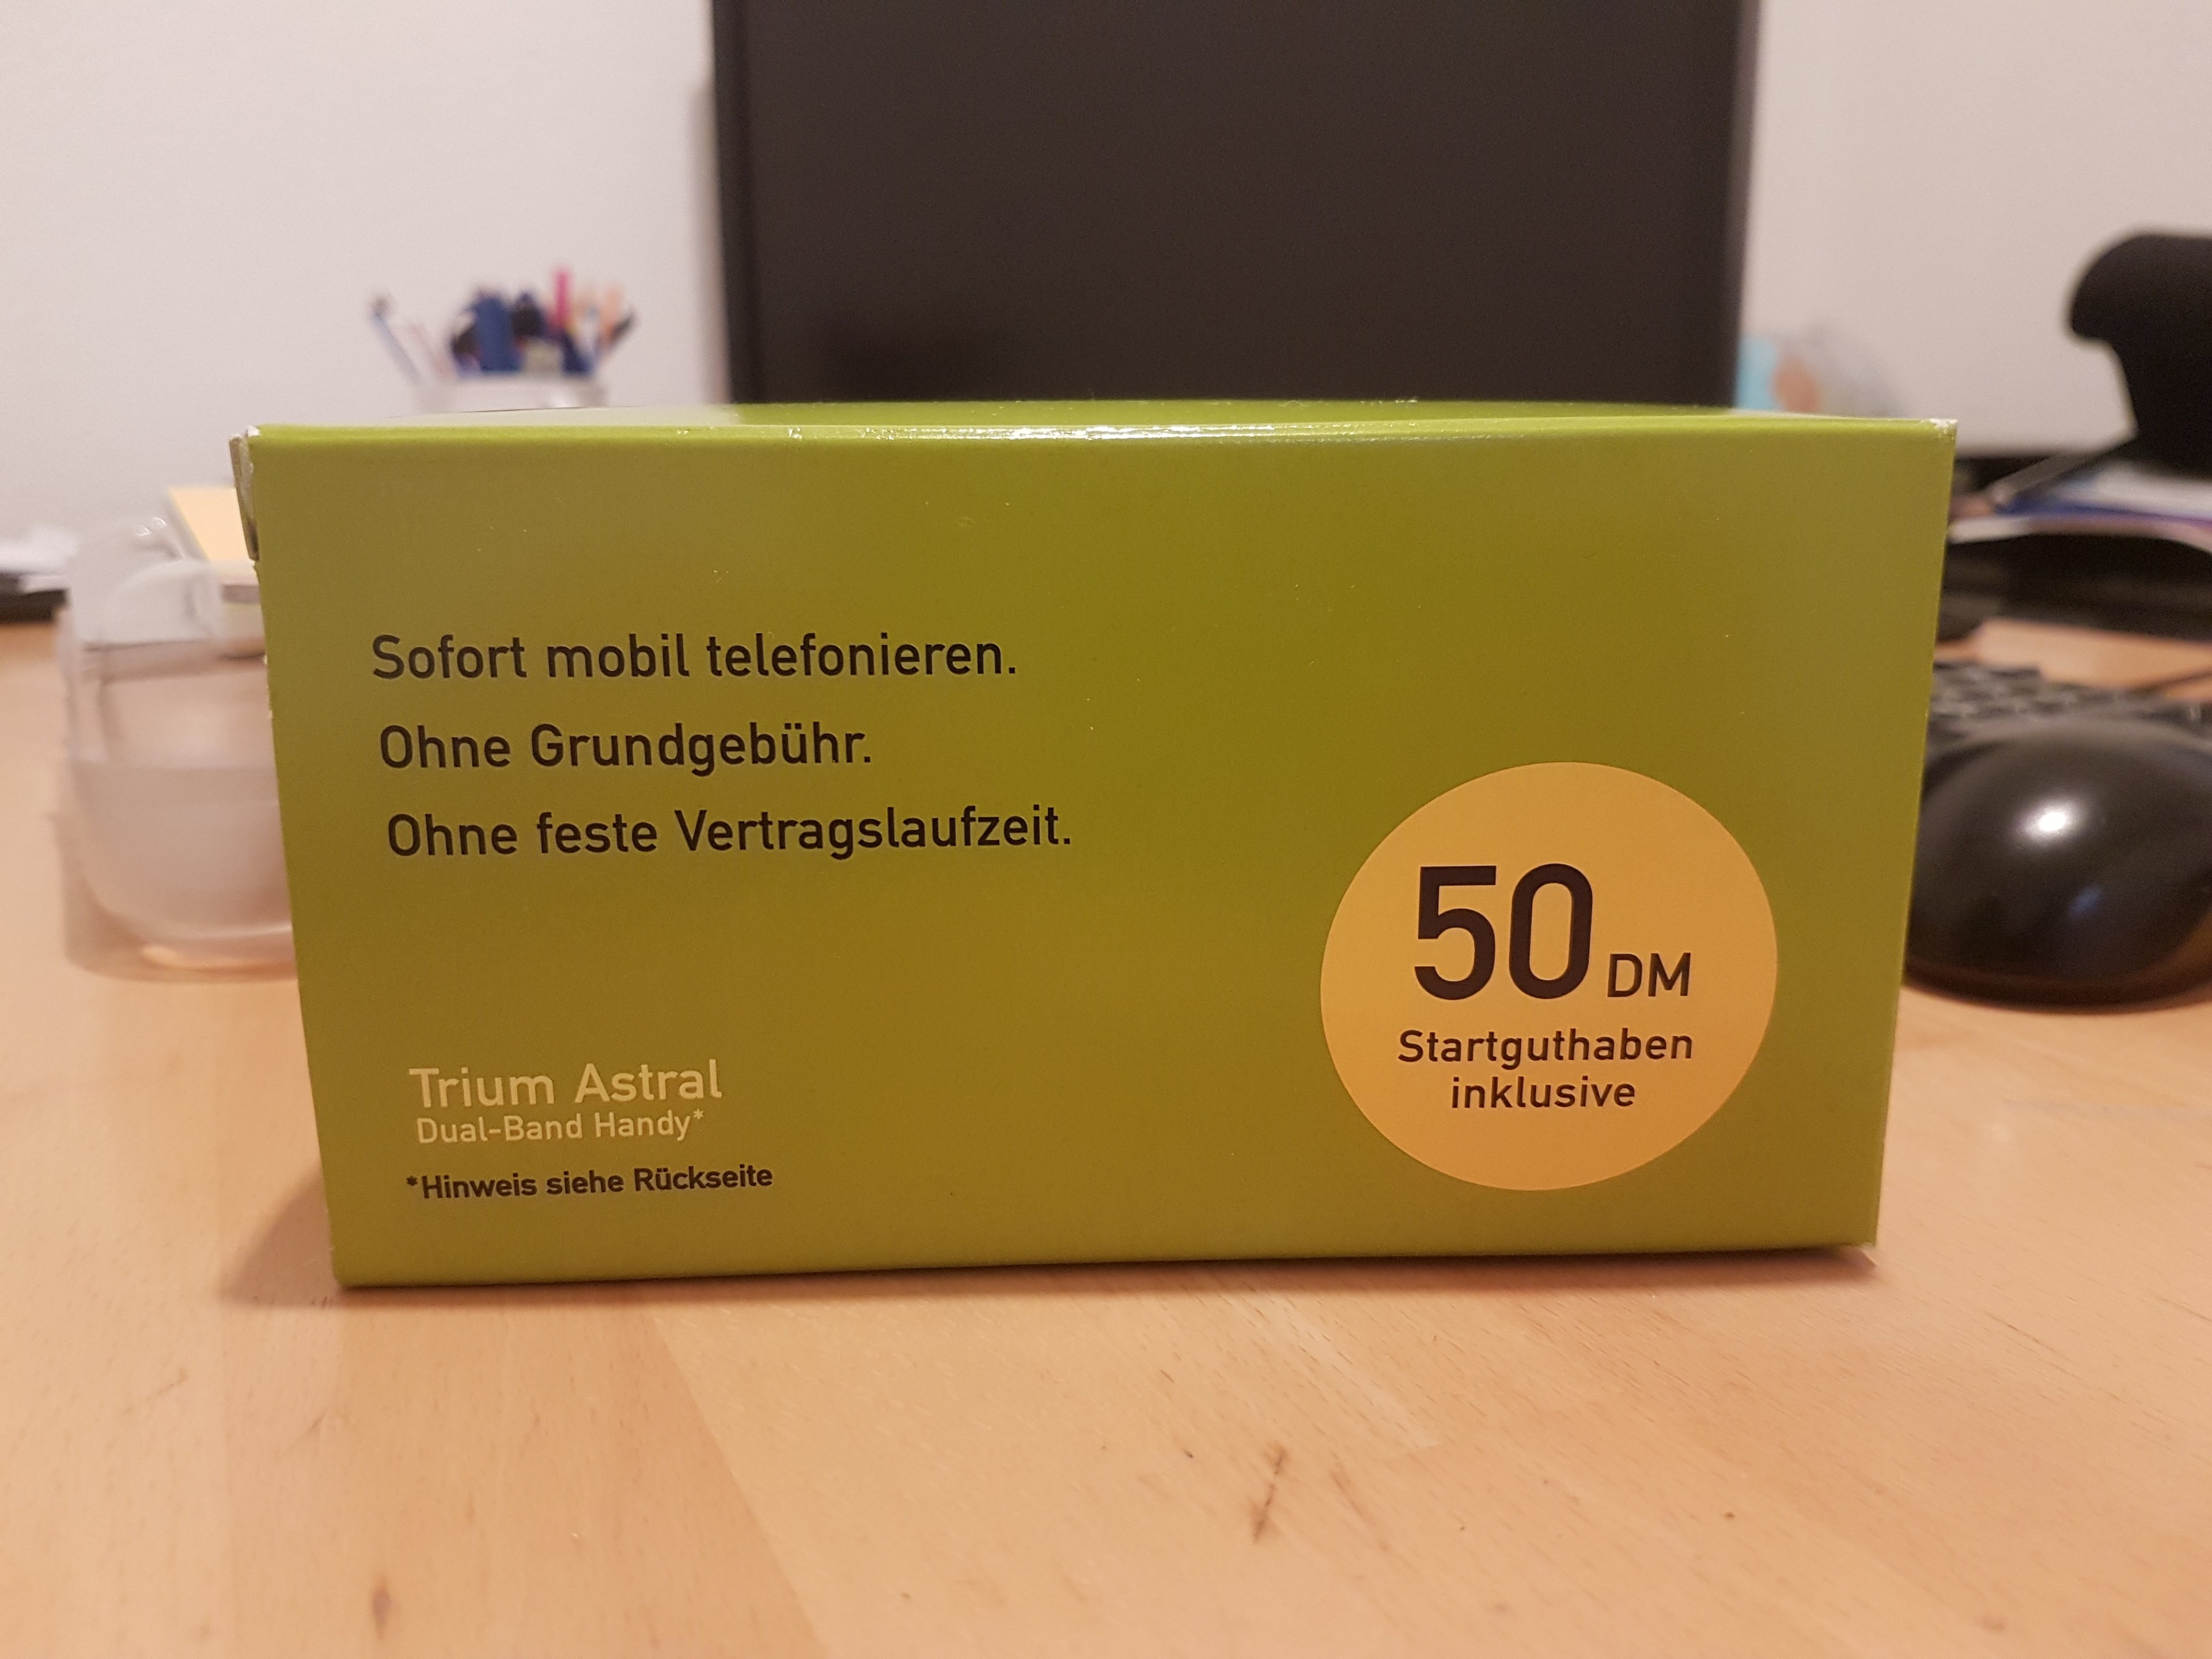 Sofort mobil telefonieren.
Ohne Grundgebühr.
Ohne feste Vertragslaufzeit.
50 DM
Startguthaben
inklusive
Trium Astral
Dual-Band Handy*
*Hinweis siehe Rückseite